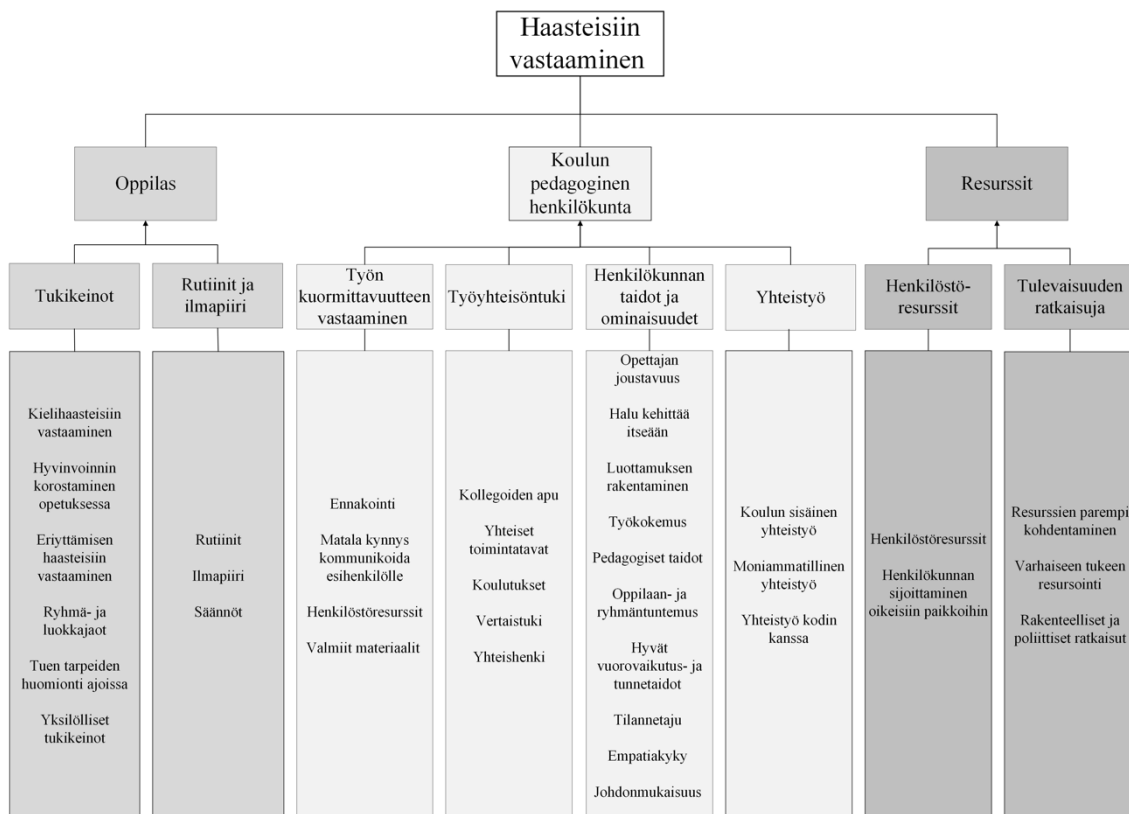 Haasteisiin
vastaaminen
Oppilas
Koulun
pedagoginen
henkilökunta
Resurssit
Tukikeinot
Rutiinit ja
ilmapiiri
Työn
kuormittavuutteen
vastaaminen
Työyhteisöntuki
Henkilökunnan
taidot ja
ominaisuudet
Yhteistyö
Henkilöstö-
resurssit
Tulevaisuuden
ratkaisuja
Kielihaasteisiin
vastaaminen
Hyvinvoinnin
korostaminen
opetuksessa
Eriyttämisen
haasteisiin
vastaaminen
Ryhmä- ja
luokkajaot
Tuen tarpeiden
huomionti ajoissa
Yksilölliset
tukikeinot
Rutiinit
Ilmapiiri
Säännöt
Ennakointi
Matala kynnys
kommunikoida
esihenkilölle
Henkilöstöresurssit
Valmiit materiaalit
Kollegoiden apu
Yhteiset
toimintatavat
Koulutukset
Vertaistuki
Yhteishenki
Opettajan
joustavuus
Halu kehittää
itseään
Luottamuksen
rakentaminen
Työkokemus
Pedagogiset taidot
Oppilaan- ja
ryhmäntuntemus
Hyvät
vuorovaikutus- ja
tunnetaidot
Tilannetaju
Empatiakyky
Johdonmukaisuus
Koulun sisäinen
yhteistyö
Moniammatillinen
yhteistyö
Yhteistyö kodin
kanssa
Henkilöstöresurssit
Henkilökunnan
sijoittaminen
oikeisiin paikkoihin
Resurssien parempi
kohdentaminen
Varhaiseen tukeen
resursointi
Rakenteelliset ja
poliittiset ratkaisut